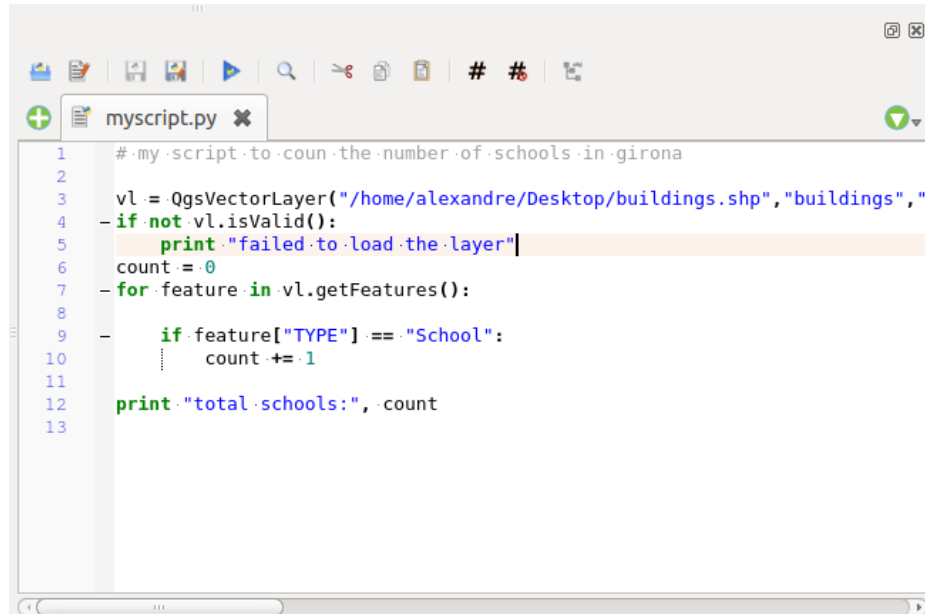 myscript.py
1 # my script to coun the number of schools in girona
2
3 vl = QgsVectorLayer("/home/alexandre/Desktop/buildings.shp","buildings","
4 if not vl.isValid():
5     print "failed to load the layer"
6 count = 0
7 for feature in vl.getFeatures():
8
9     if feature["TYPE"] == "School":
10         count += 1
11
12 print "total schools:", count
13